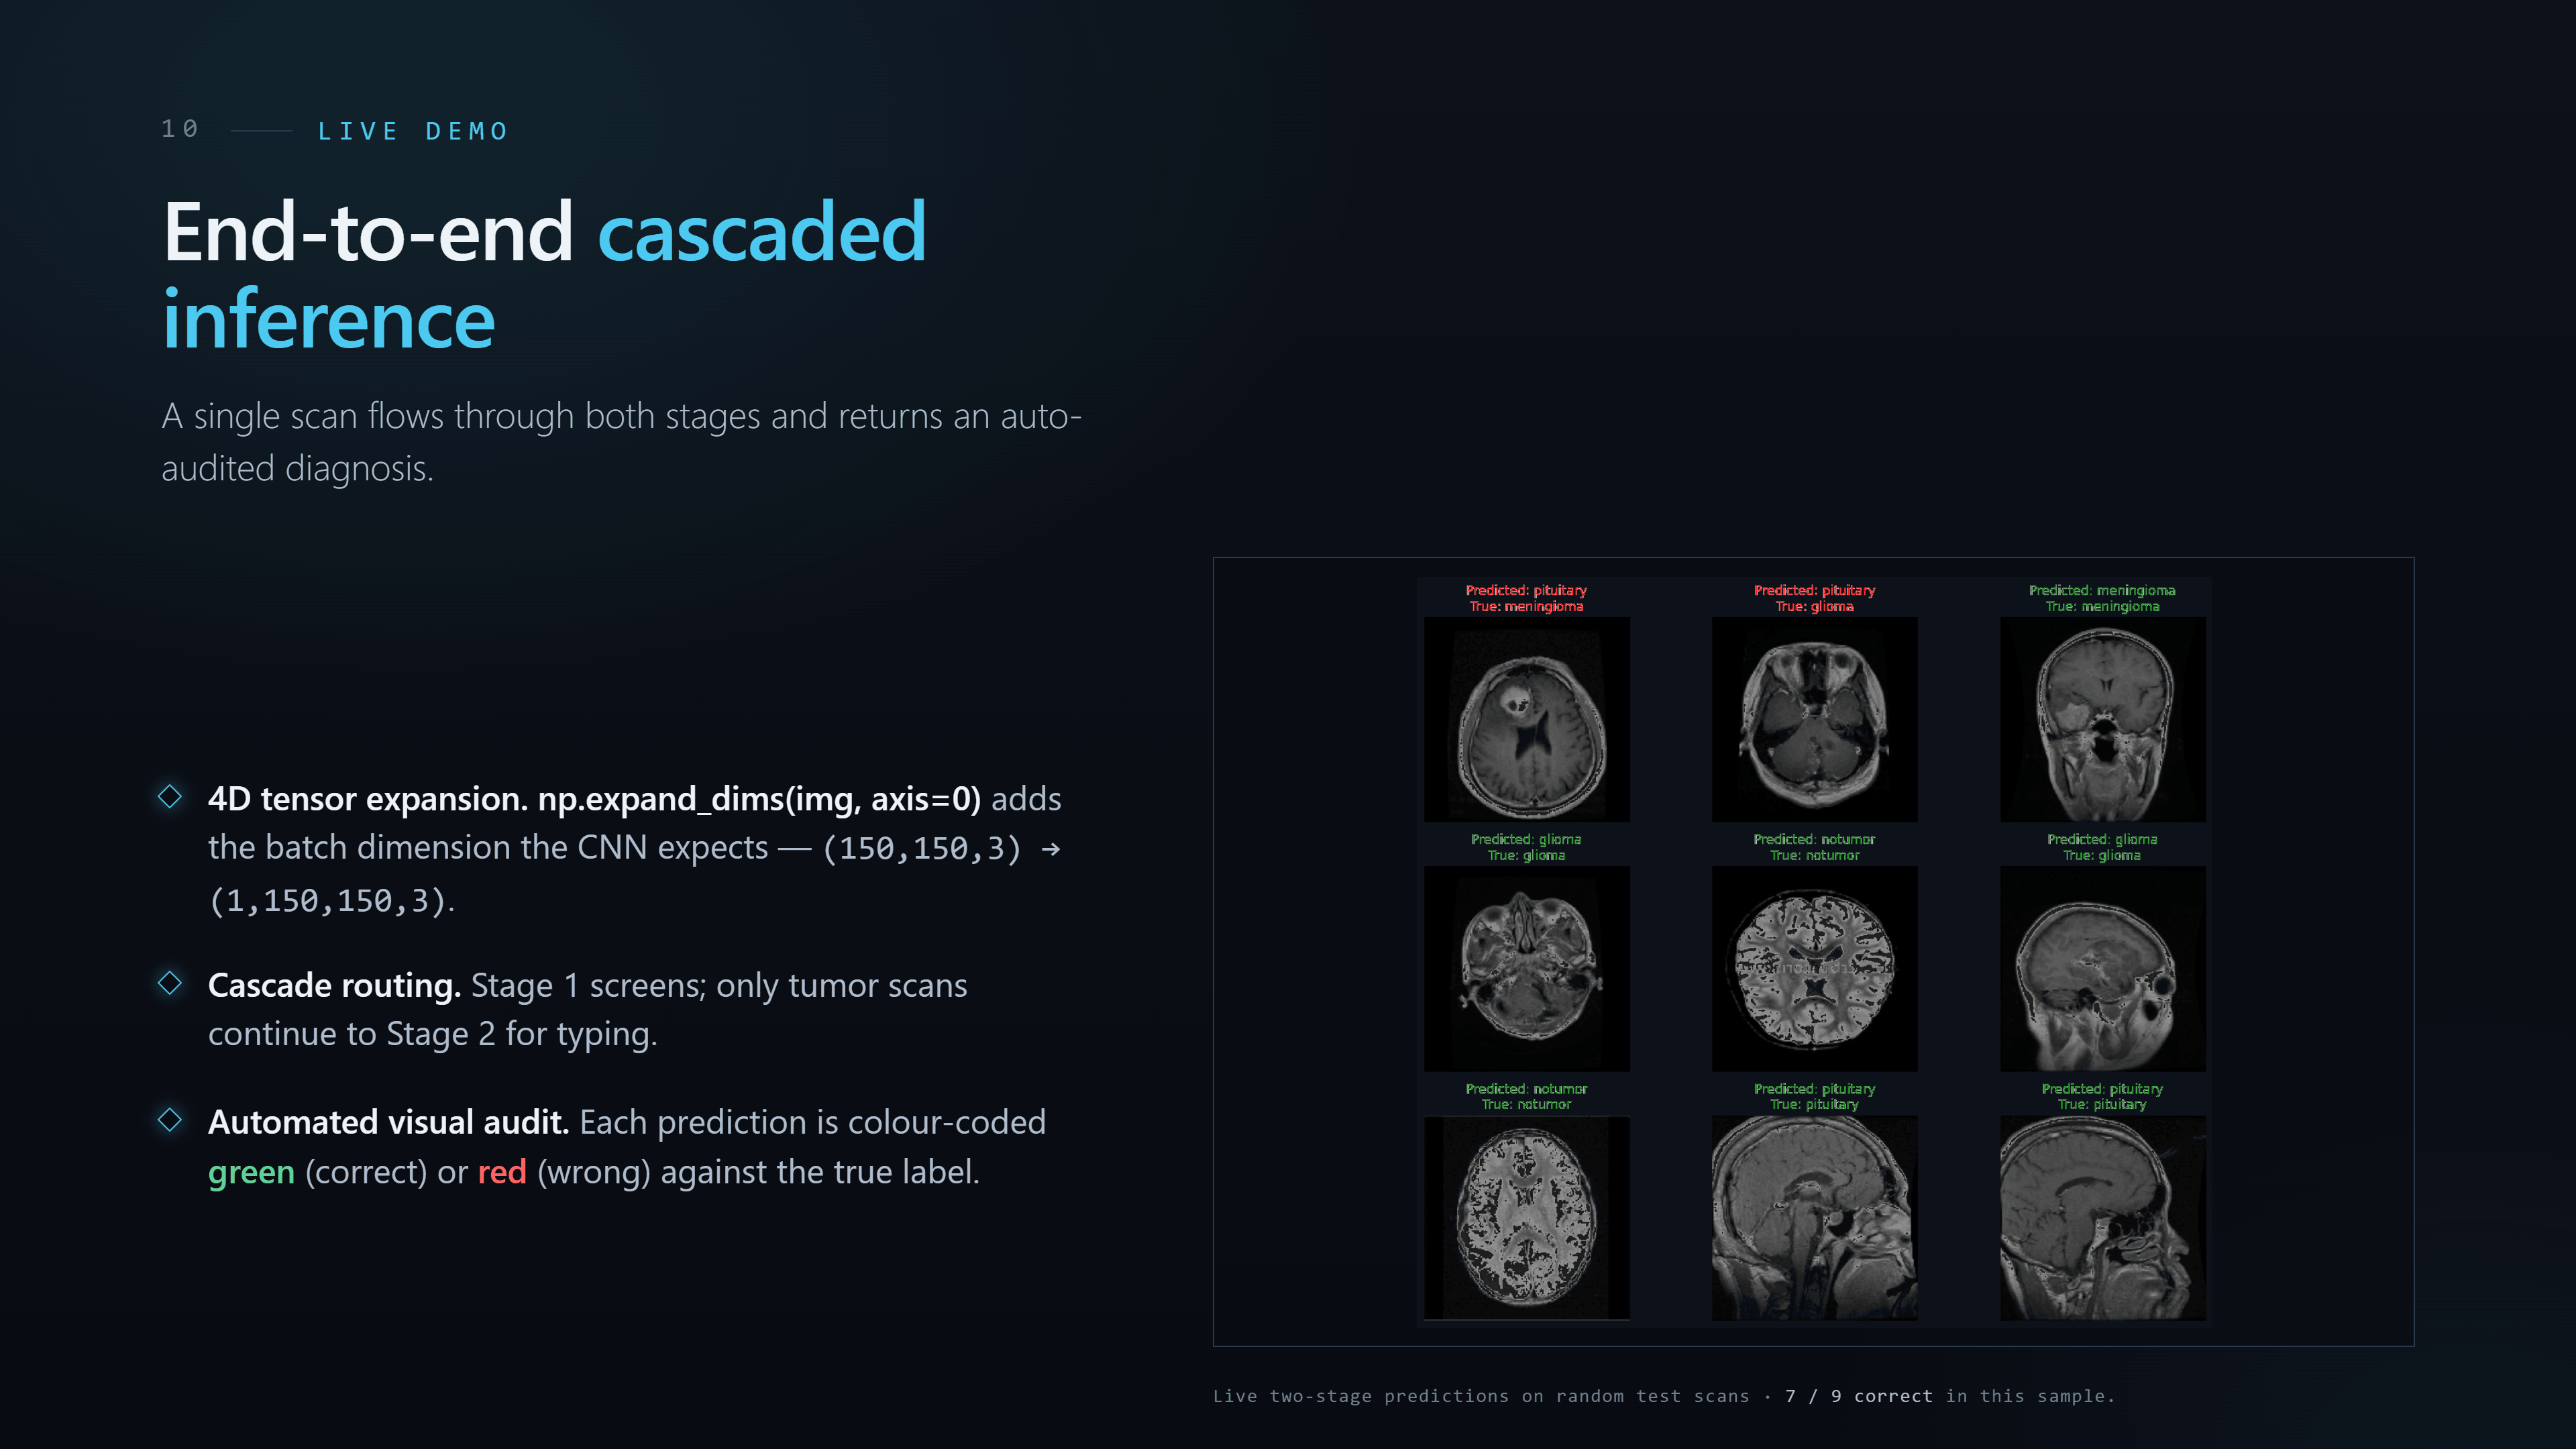 10
LIVE DEMO
End-to-end cascaded
inference
A single scan flows through both stages and returns an auto-
audited diagnosis.
4D tensor expansion. np.expand_dims(img, axis=0) adds
the batch dimension the CNN expects — (150,150,3) →
(1,150,150,3).
Cascade routing. Stage 1 screens; only tumor scans
continue to Stage 2 for typing.
Automated visual audit. Each prediction is colour-coded
green (correct) or red (wrong) against the true label.
Predicted: pituitary
True: meningioma
Predicted: pituitary
True: glioma
Predicted: meningioma
True: meningioma
Predicted: glioma
True: glioma
Predicted: notumor
True: notumor
Predicted: glioma
True: glioma
Predicted: notumor
True: notumor
Predicted: pituitary
True: pituitary
Predicted: pituitary
True: pituitary
Live two-stage predictions on random test scans · 7 / 9 correct in this sample.